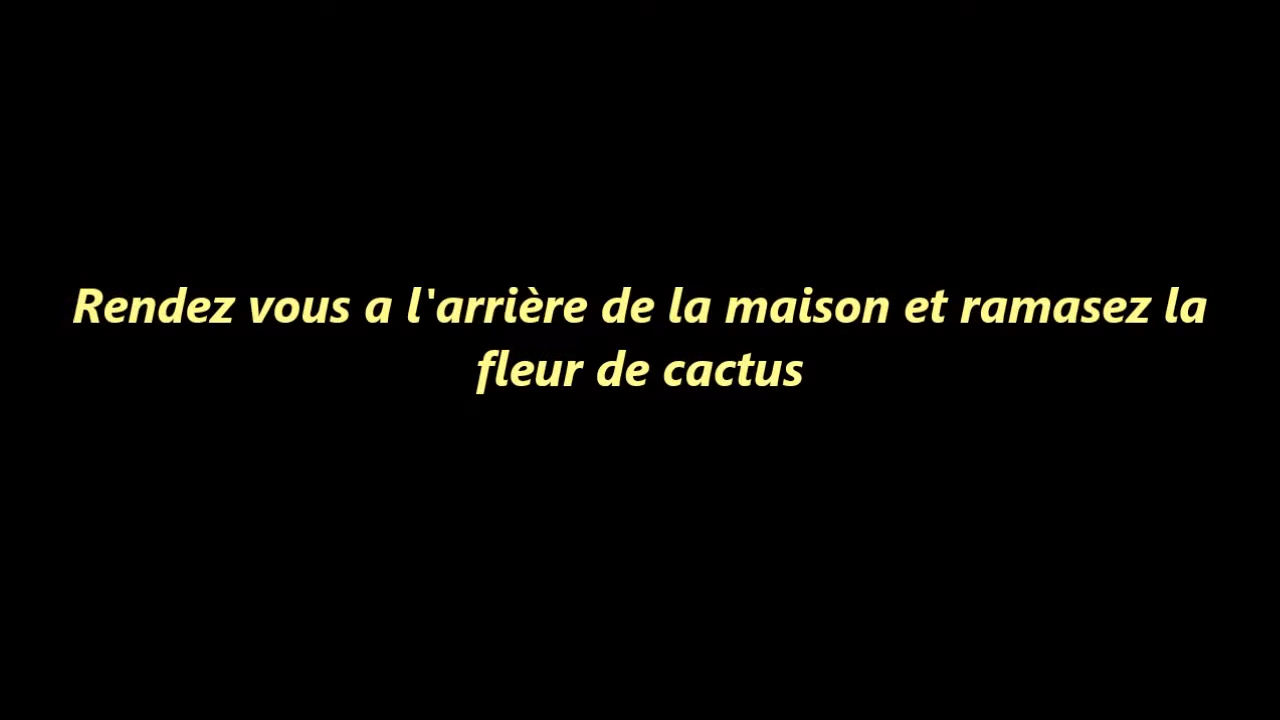 Rendez vous a l'arrière de la maison et ramasez la
fleur de cactus